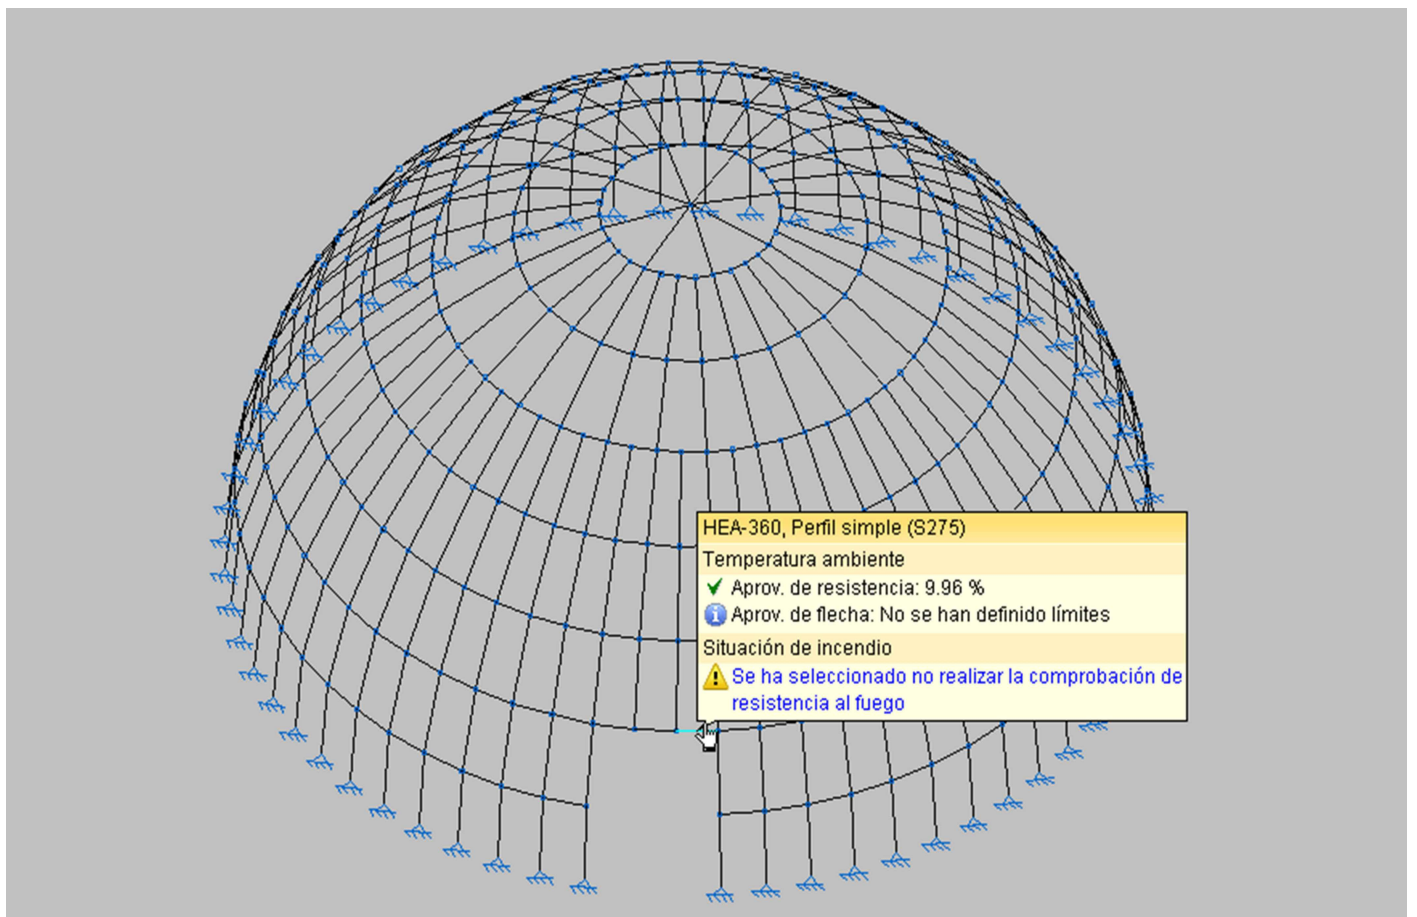 HEA-360, Perfil simple (S275)
Temperatura ambiente
Aprov. de resistencia: 9.96 %
Aprov. de flecha: No se han definido límites
Situación de incendio
Se ha seleccionado no realizar la comprobación de
resistencia al fuego